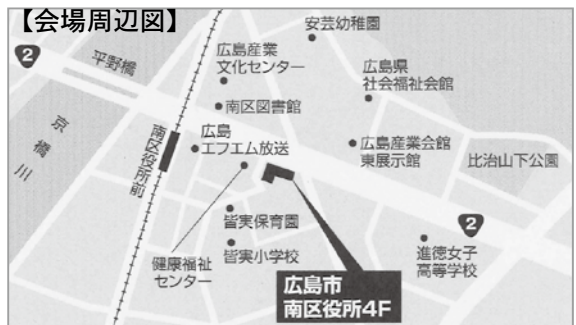 【会場周辺図】
2
平野橋
京橋川
南区役所前
広島産業
文化センター
南区図書館
広島
エフエム放送
安芸幼稚園
広島県
社会福祉会館
広島産業会館
東展示館
比治山下公園
皆実保育園
皆実小学校
健康福祉
センター
2
進徳女子
高等学校
広島市
南区役所4F